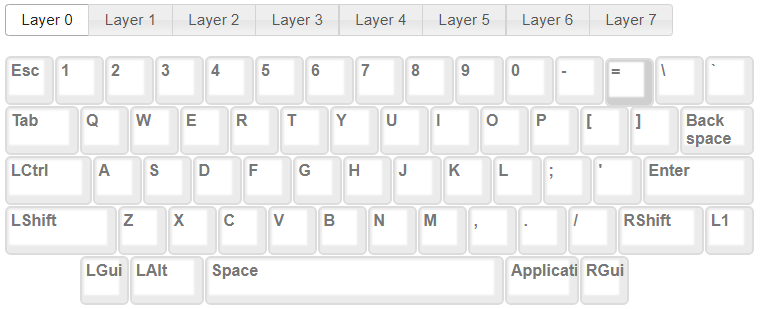 Layer 0 Layer 1 Layer 2 Layer 3 Layer 4 Layer 5 Layer 6 Layer 7
Esc 1 2 3 4 5 6 7 8 9 0 - = \ `
Tab Q W E R T Y U I O P [ ] Back
space
LCtrl A S D F G H J K L ; ' Enter
LShift Z X C V B N M , . / RShift L1
LGui LAlt Space Applicati RGui